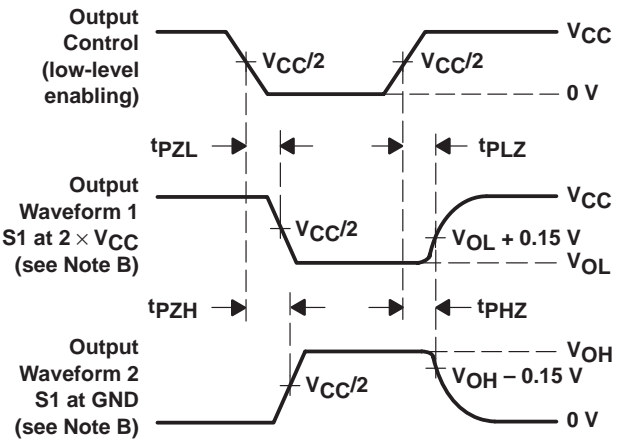 Output
Control
(low-level
enabling)
VCC/2
VCC/2
VCC
0 V
tPZL
tPLZ
Output
Waveform 1
S1 at 2 × VCC
(see Note B)
VCC/2
VCC
VOL + 0.15 V
VOL
tPZH
tPHZ
Output
Waveform 2
S1 at GND
(see Note B)
VCC/2
VOH
VOH – 0.15 V
0 V